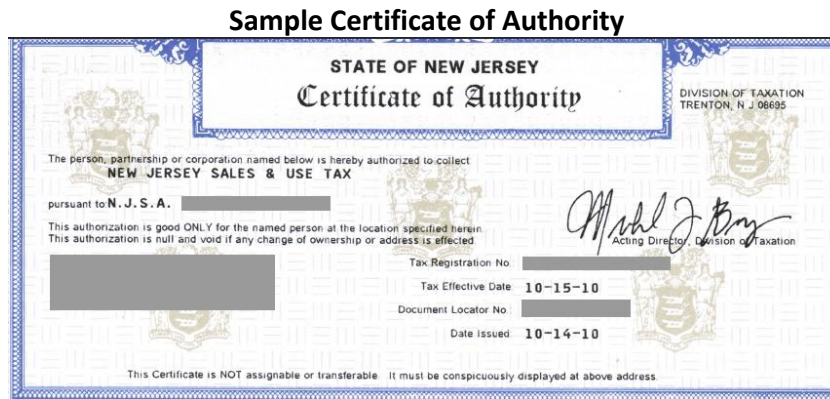 Sample Certificate of Authority
STATE OF NEW JERSEY
Certificate of Authority
DIVISION OF TAXATION
TRENTON, N J 08695
The person, partnership or corporation named below is hereby authorized to collect
NEW JERSEY SALES & USE TAX
pursuant to N.J.S.A.
This authorization is good ONLY for the named person at the location specified herein
This authorization is null and void if any change of ownership or address is effected
Acting Director, Division of Taxation
Tax Registration No.
Tax Effective Date 10-15-10
Document Locator No.
Date Issued 10-14-10
This Certificate is NOT assignable or transferable. It must be conspicuously displayed at above address.